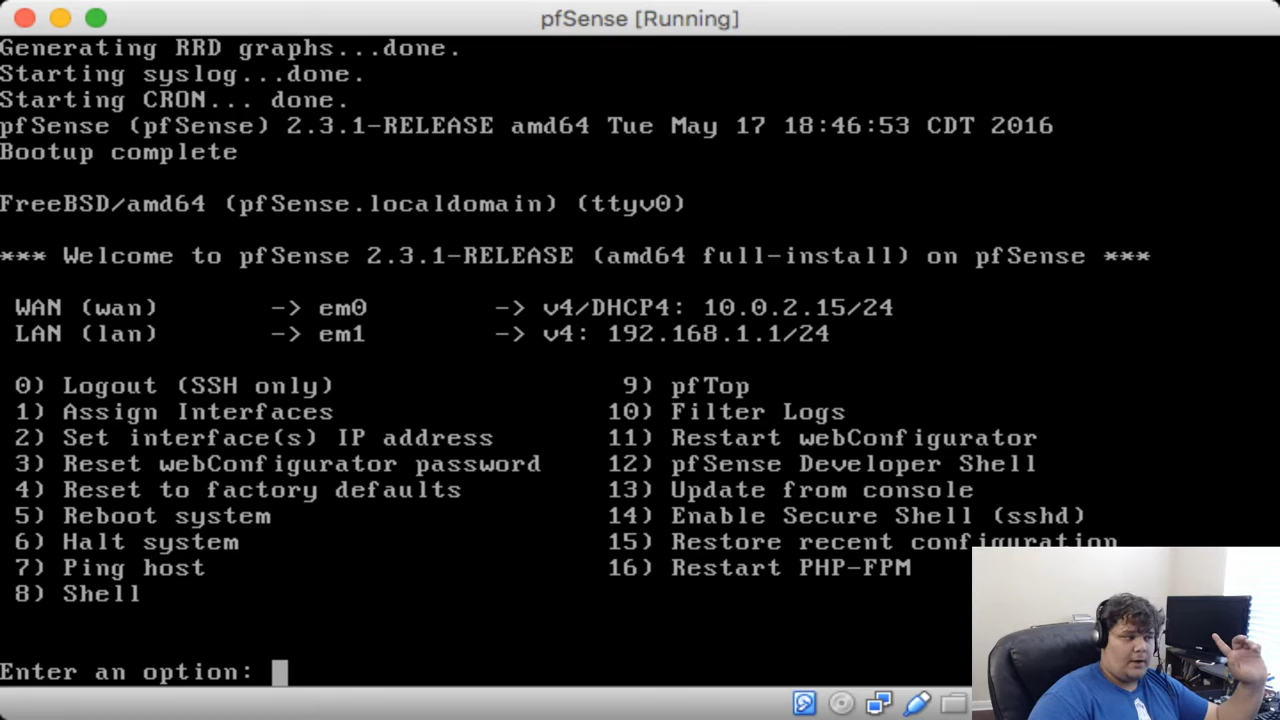 pfSense [Running]
Generating RRD graphs...done.
Starting syslog...done.
Starting CRON... done.
pfSense (pfSense) 2.3.1-RELEASE amd64 Tue May 17 18:46:53 CDT 2016
Bootup complete
FreeBSD/amd64 (pfSense.localdomain) (ttyv0)
*** Welcome to pfSense 2.3.1-RELEASE (amd64 full-install) on pfSense ***
WAN (wan) -> em0 -> v4/DHCP4: 10.0.2.15/24
LAN (lan) -> em1 -> v4: 192.168.1.1/24
0) Logout (SSH only) 9) pfTop
1) Assign Interfaces 10) Filter Logs
2) Set interface(s) IP address 11) Restart webConfigurator
3) Reset webConfigurator password 12) pfSense Developer Shell
4) Reset to factory defaults 13) Update from console
5) Reboot system 14) Enable Secure Shell (sshd)
6) Halt system 15) Restore recent configuration
7) Ping host 16) Restart PHP-FPM
8) Shell
Enter an option: